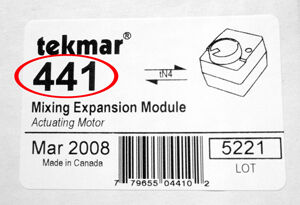 tekmar®
441
tN4
Mixing Expansion Module
Actuating Motor
Mar 2008
Made in Canada
5221
LOT
7 79655 04410 2